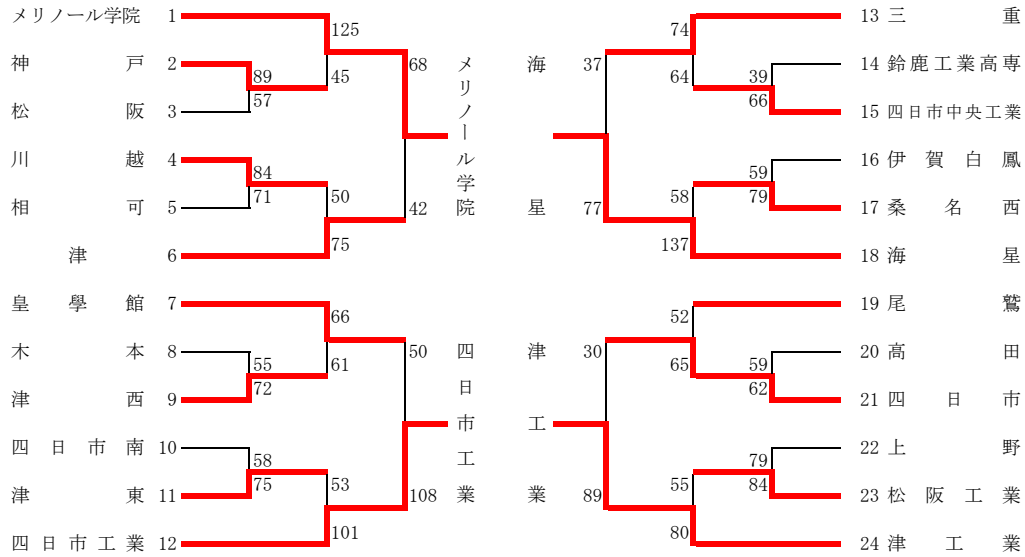 メリノール学院 1
125
神戸 2
89
45
松阪 3
57
68
川越 4
84
相可 5
71
50
42
津 6
75
メリノール学院
皇學館 7
66
木本 8
55
61
津西 9
72
50
四日市南 10
58
津東 11
75
53
108
四日市工業 12
101
四日市工業
13 三重
74
14 鈴鹿工業高専
39
64
15 四日市中央工業
66
37
16 伊賀白鳳
59
17 桑名西
79
58
77
18 海星
137
海星
19 尾鷲
52
20 高田
59
65
21 四日市
62
30
22 上野
79
23 松阪工業
84
55
89
24 津工業
80
津工業